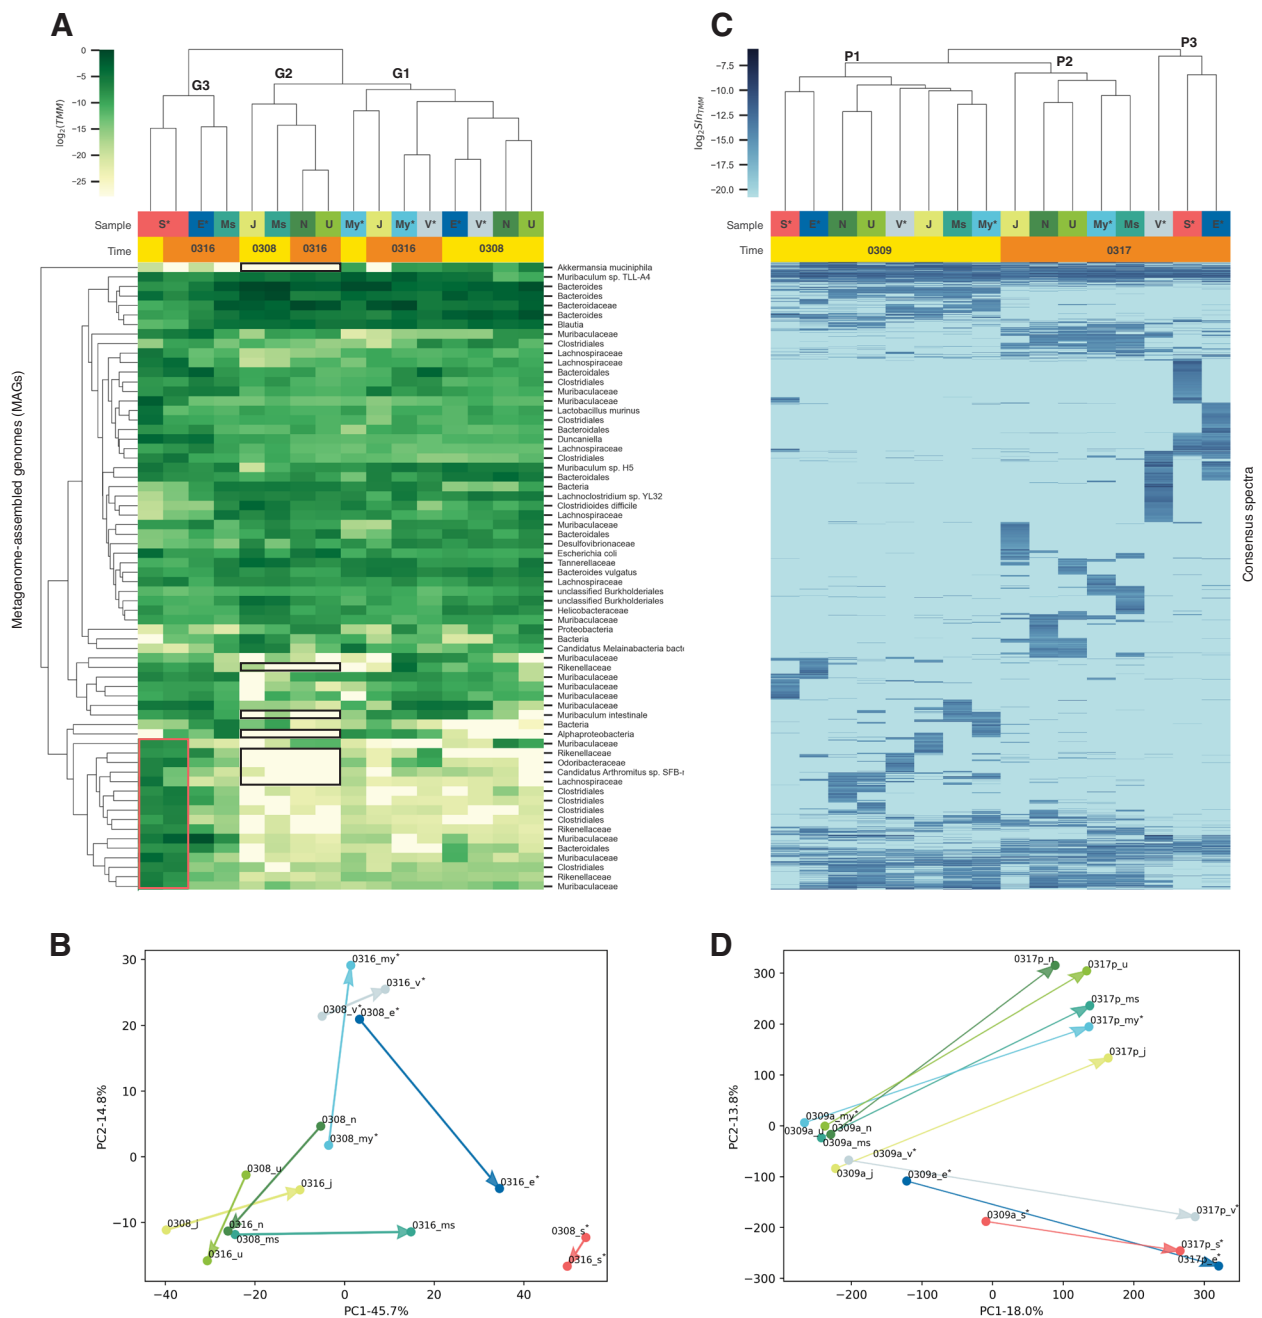 A
0
−5
−10
−15
−20
−25
log2(TMM)
G3
G2
G1
Sample
S*
E*
Ms
J
Ms
N
U
My*
J
My*
V*
E*
V*
N
U
Time
0316
0308
0316
0316
0308
Metagenome-assembled genomes (MAGs)
Akkermansia muciniphila
Muribaculum sp. TLL-A4
Bacteroides
Bacteroides
Bacteroidaceae
Bacteroides
Blautia
Muribaculaceae
Clostridiales
Lachnospiraceae
Lachnospiraceae
Bacteroidales
Clostridiales
Muribaculaceae
Muribaculaceae
Lactobacillus murinus
Clostridiales
Bacteroidales
Duncaniella
Lachnospiraceae
Clostridiales
Muribaculum sp. H5
Bacteroidales
Bacteria
Lachnoclostridium sp. YL32
Clostridioides difficile
Lachnospiraceae
Muribaculaceae
Bacteroidales
Desulfovibrionaceae
Escherichia coli
Tannerellaceae
Bacteroides vulgatus
Lachnospiraceae
unclassified Burkholderiales
unclassified Burkholderiales
Helicobacteraceae
Muribaculaceae
Proteobacteria
Bacteria
Candidatus Melainabacteria bact
Muribaculaceae
Rikenellaceae
Muribaculaceae
Muribaculaceae
Muribaculaceae
Muribaculaceae
Muribaculum intestinale
Bacteria
Alphaproteobacteria
Muribaculaceae
Rikenellaceae
Odoribacteraceae
Candidatus Arthromitus sp. SFB-
Lachnospiraceae
Clostridiales
Clostridiales
Clostridiales
Clostridiales
Rikenellaceae
Muribaculaceae
Bacteroidales
Muribaculaceae
Clostridiales
Rikenellaceae
Muribaculaceae
C
−7.5
−10.0
−12.5
−15.0
−17.5
−20.0
log2SInTMM
P1
P2
P3
Sample
S*
E*
N
U
V*
J
Ms
My*
J
N
U
My*
Ms
V*
S*
E*
Time
0309
0317
Consensus spectra
B
30
20
10
0
−10
PC2-14.8%
0316_my*
0316_v*
0308_v*
0308_e*
0308_n
0308_my*
0308_u
0316_j
0316_e*
0308_j
0316_n
0308_ms
0316_ms
0316_u
0308_s*
0316_s*
−40
−20
0
20
40
PC1-45.7%
D
300
200
100
0
−100
−200
−300
PC2-13.8%
0317p_n
0317p_u
0317p_ms
0317p_my*
0317p_j
0309a_my*
0309a_u
0309a_n
0309a_ms
0309a_v*
0309a_j
0309a_e*
0309a_s*
0317p_v*
0317p_s*
0317p_e*
−200
−100
0
100
200
300
PC1-18.0%